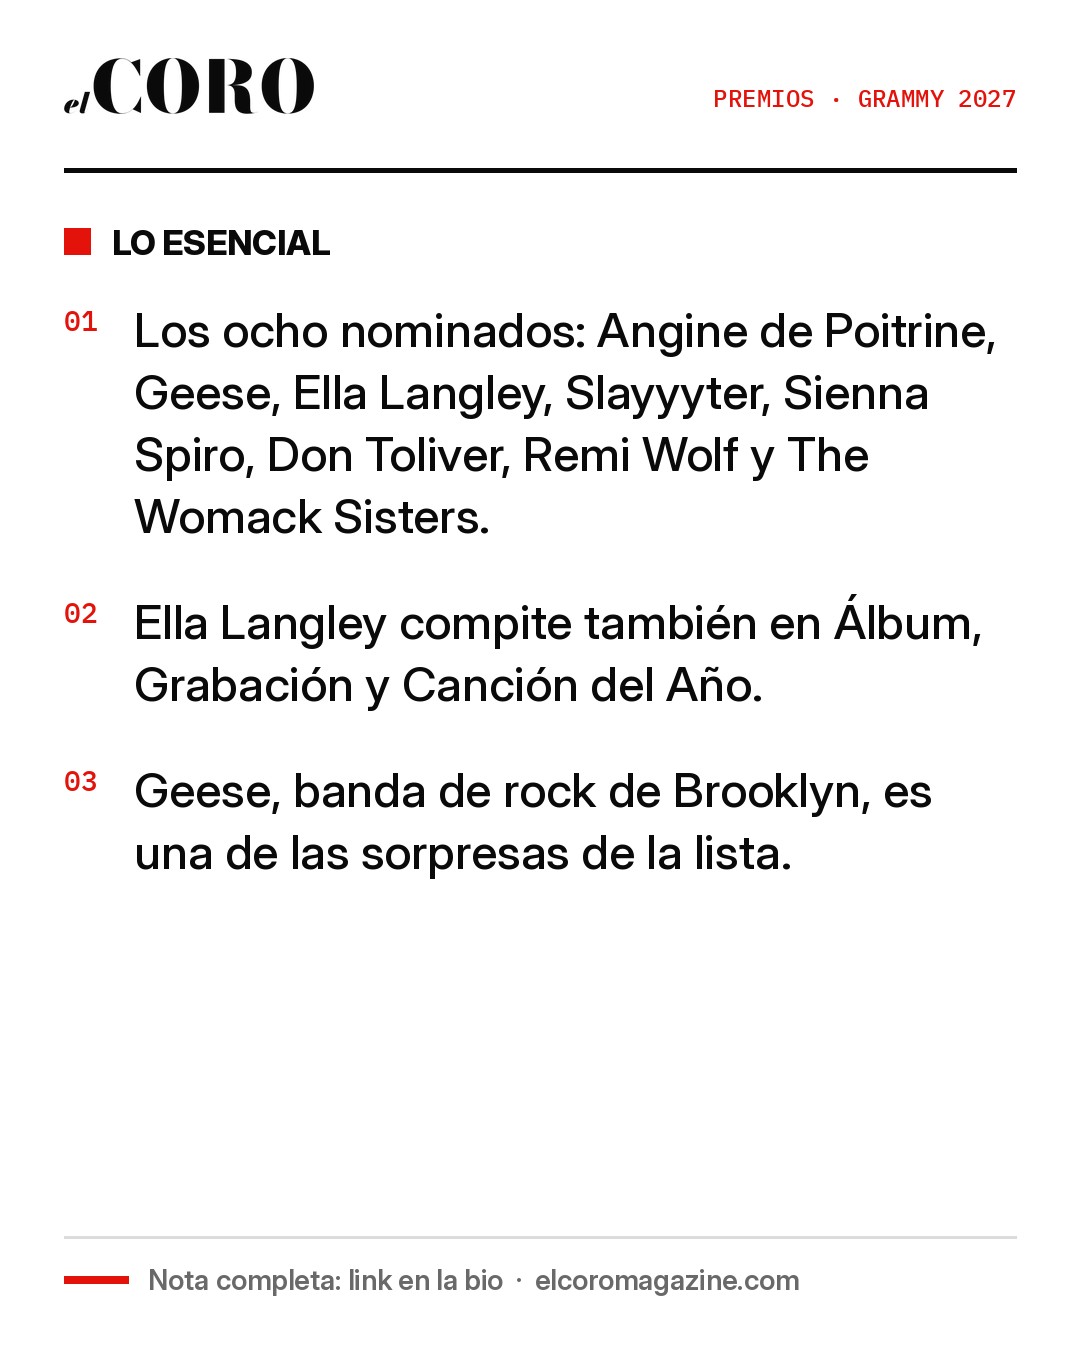 el CORO
PREMIOS · GRAMMY 2027
LO ESENCIAL
01
Los ocho nominados: Angine de Poitrine,
Geese, Ella Langley, Slayyyter, Sienna
Spiro, Don Toliver, Remi Wolf y The
Womack Sisters.
02
Ella Langley compite también en Álbum,
Grabación y Canción del Año.
03
Geese, banda de rock de Brooklyn, es
una de las sorpresas de la lista.
Nota completa: link en la bio · elcoromagazine.com